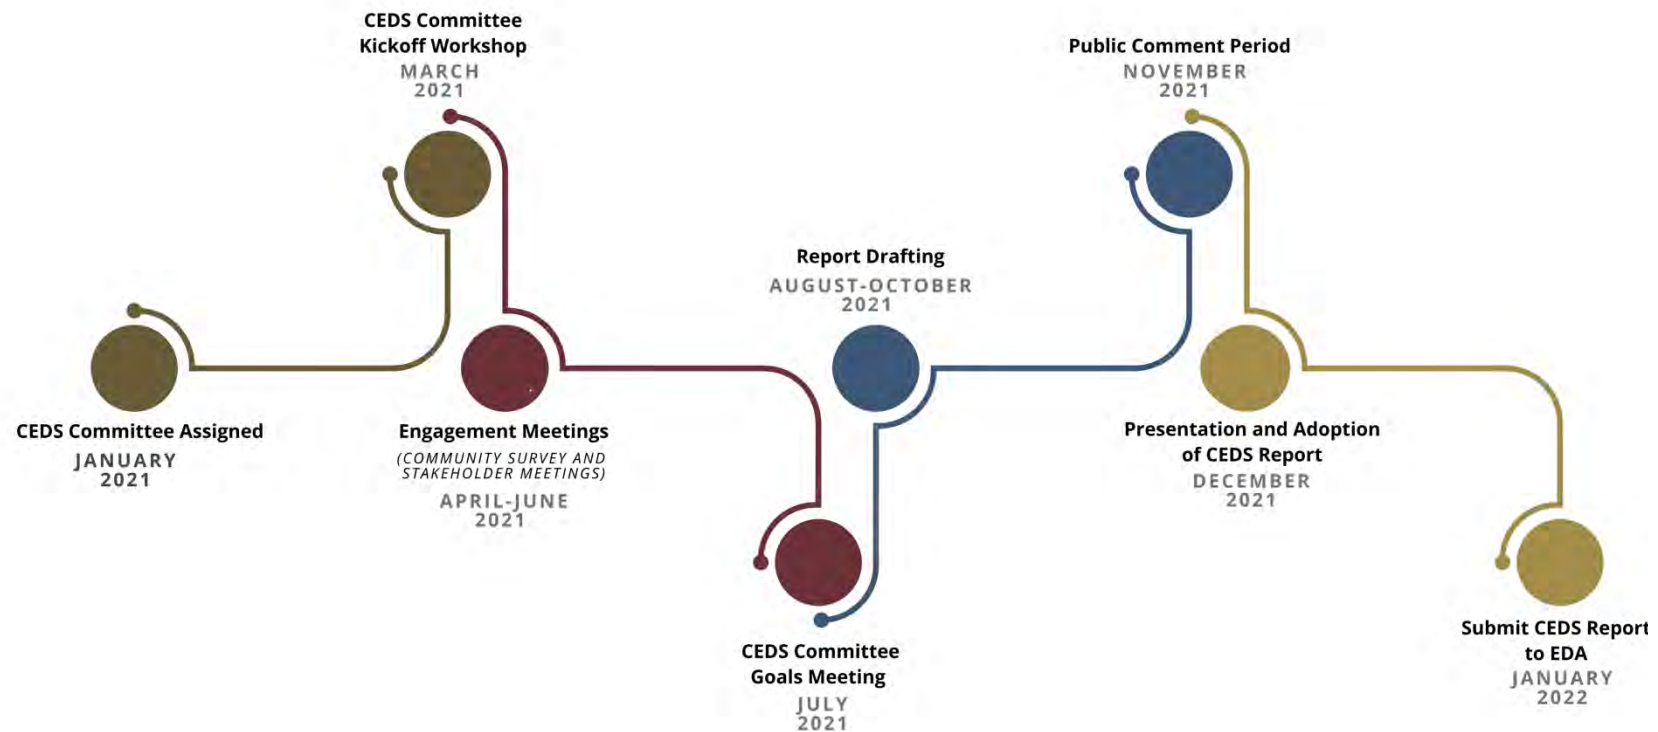 CEDS Committee Assigned
JANUARY
2021
CEDS Committee
Kickoff Workshop
MARCH
2021
Engagement Meetings
(COMMUNITY SURVEY AND
STAKEHOLDER MEETINGS)
APRIL-JUNE
2021
CEDS Committee
Goals Meeting
JULY
2021
Report Drafting
AUGUST-OCTOBER
2021
Public Comment Period
NOVEMBER
2021
Presentation and Adoption
of CEDS Report
DECEMBER
2021
Submit CEDS Report
to EDA
JANUARY
2022